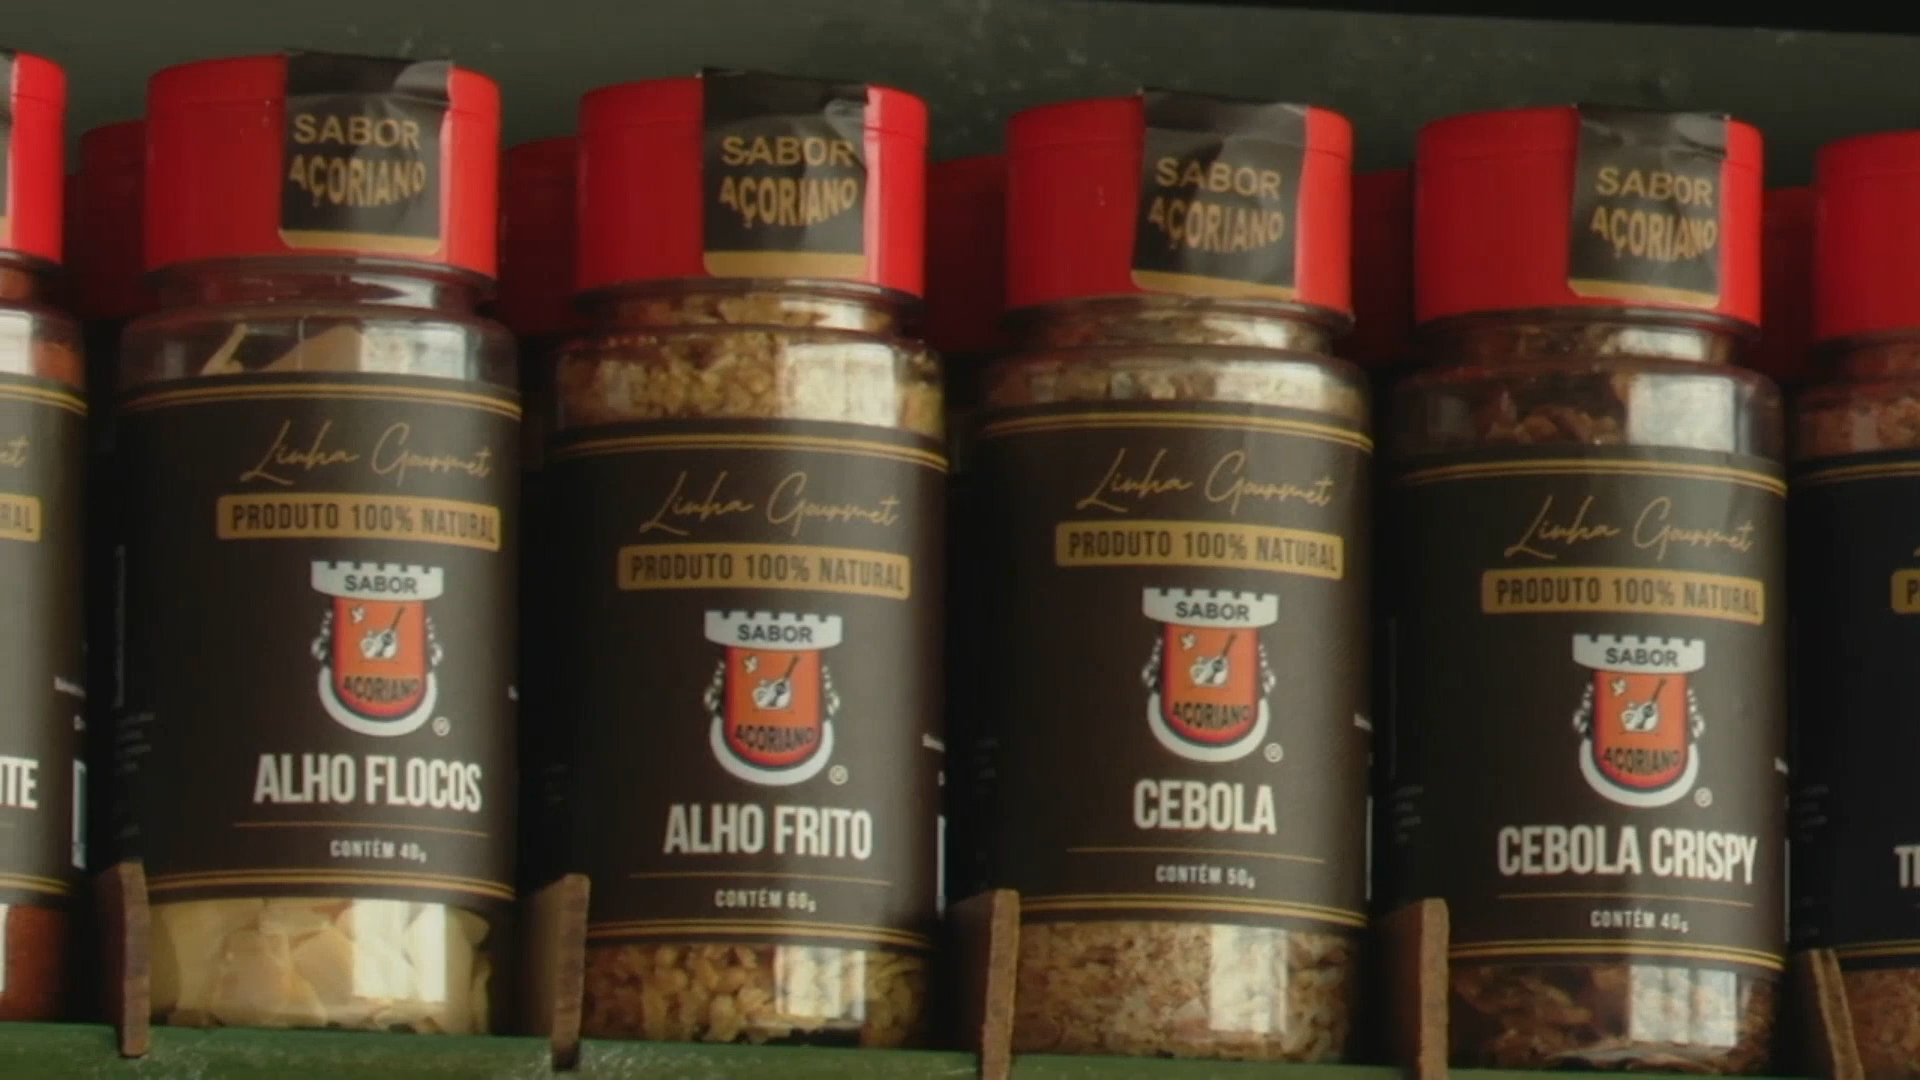 SABOR
AÇORIANO
SABOR
AÇORIANO
SABOR
AÇORIANO
SABOR
AÇORIANO
Linha Gourmet
PRODUTO 100% NATURAL
SABOR
AÇORIANO
®
ALHO FLOCOS
CONTÉM 40g
Linha Gourmet
PRODUTO 100% NATURAL
SABOR
AÇORIANO
®
ALHO FRITO
CONTÉM 60g
Linha Gourmet
PRODUTO 100% NATURAL
SABOR
AÇORIANO
®
CEBOLA
CONTÉM 50g
Linha Gourmet
PRODUTO 100% NATURAL
SABOR
AÇORIANO
®
CEBOLA CRISPY
CONTÉM 40g